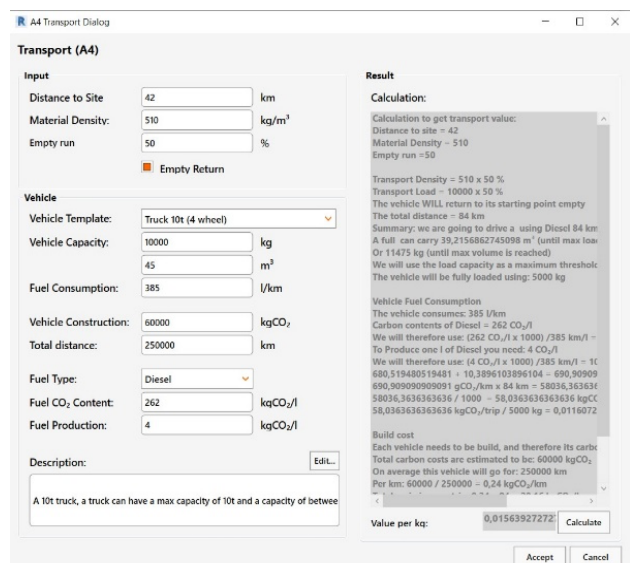 A4 Transport Dialog
Transport (A4)
Input
Distance to Site 42 km
Material Density: 510 kg/m³
Empty run 50 %
Empty Return
Vehicle
Vehicle Template: Truck 10t (4 wheel)
Vehicle Capacity: 10000 kg
45 m³
Fuel Consumption: 385 l/km
Vehicle Construction: 60000 kgCO₂
Total distance: 250000 km
Fuel Type: Diesel
Fuel CO₂ Content: 262 kqCO₂/l
Fuel Production: 4 kqCO₂/l
Description: Edit...
A 10t truck, a truck can have a max capacity of 10t and a capacity of betwee
Result
Calculation:
Calculation to get transport value:
Distance to site = 42
Material Density = 510
Empty run =50
Transport Density = 510 x 50 %
Transport Load = 10000 x 50 %
The vehicle WILL return to its starting point empty
The total distance = 84 km
Summary: we are going to drive a using Diesel 84 km
A full can carry 39,2156862745098 m³ (until max loa
Or 11475 kg (until max volume is reached)
We will use the load capacity as a maximum threshold
The vehicle will be fully loaded using: 5000 kg
Vehicle Fuel Consumption
The vehicle consumes: 385 l/km
Carbon contents of Diesel = 262 CO₂/l
We will therefore use: (262 CO₂/l x 1000) /385 km/l =
To Produce one l of Diesel you need: 4 CO₂/l
We will therefore use: (4 CO₂/l x 1000) /385 km/l = 10
680,519480519481 + 10,3896103896104 = 690,90909
690,909090909091 gCO₂/km x 84 km = 58036,363636
58036,3636363636 / 1000 = 58,0363636363636 kgCO
58,0363636363636 kgCO₂/trip / 5000 kg = 0,0116072
Build cost
Each vehicle needs to be build, and therefore its carbo
Total carbon costs are estimated to be: 60000 kgCO₂
On average this vehicle will go for: 250000 km
Per km: 60000 / 250000 = 0,24 kgCO₂/km
Value per kq: 0,01563927272 Calculate
Accept Cancel